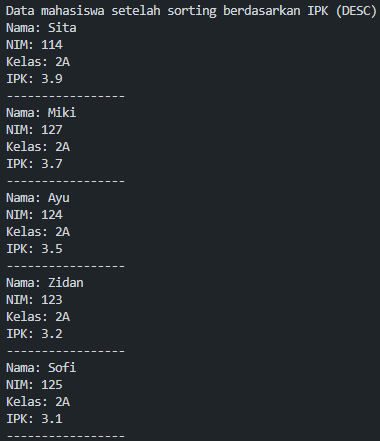 Data mahasiswa setelah sorting berdasarkan IPK (DESC)
Nama: Sita
NIM: 114
Kelas: 2A
IPK: 3.9
-----------------
Nama: Miki
NIM: 127
Kelas: 2A
IPK: 3.7
-----------------
Nama: Ayu
NIM: 124
Kelas: 2A
IPK: 3.5
-----------------
Nama: Zidan
NIM: 123
Kelas: 2A
IPK: 3.2
-----------------
Nama: Sofi
NIM: 125
Kelas: 2A
IPK: 3.1
-----------------